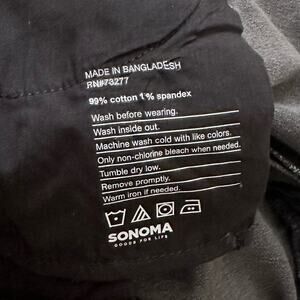 MADE IN BANGLADESH
RN#73277
99% cotton 1% spandex
Wash before wearing.
Wash inside out.
Machine wash cold with like colors.
Only non-chlorine bleach when needed.
Tumble dry low.
Remove promptly.
Warm iron if needed.
SONOMA
GOODS FOR LIFE